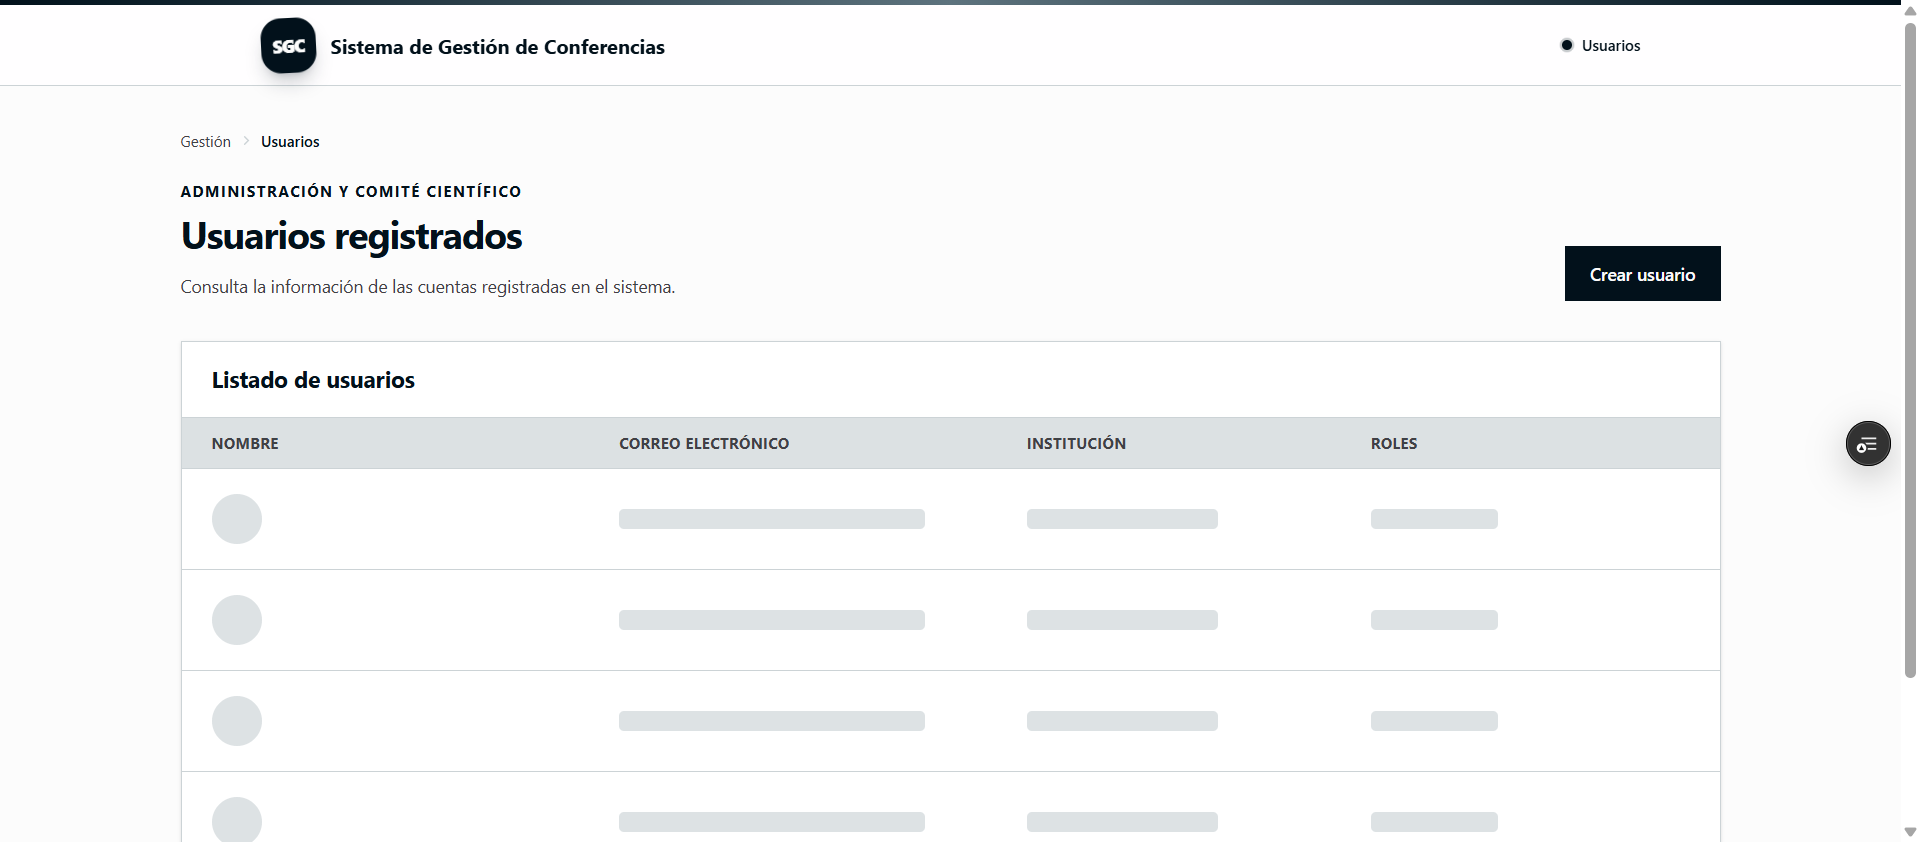 SGC
Sistema de Gestión de Conferencias
Usuarios
Gestión
Usuarios
ADMINISTRACIÓN Y COMITÉ CIENTÍFICO
Usuarios registrados
Consulta la información de las cuentas registradas en el sistema.
Crear usuario
Listado de usuarios
NOMBRE
CORREO ELECTRÓNICO
INSTITUCIÓN
ROLES